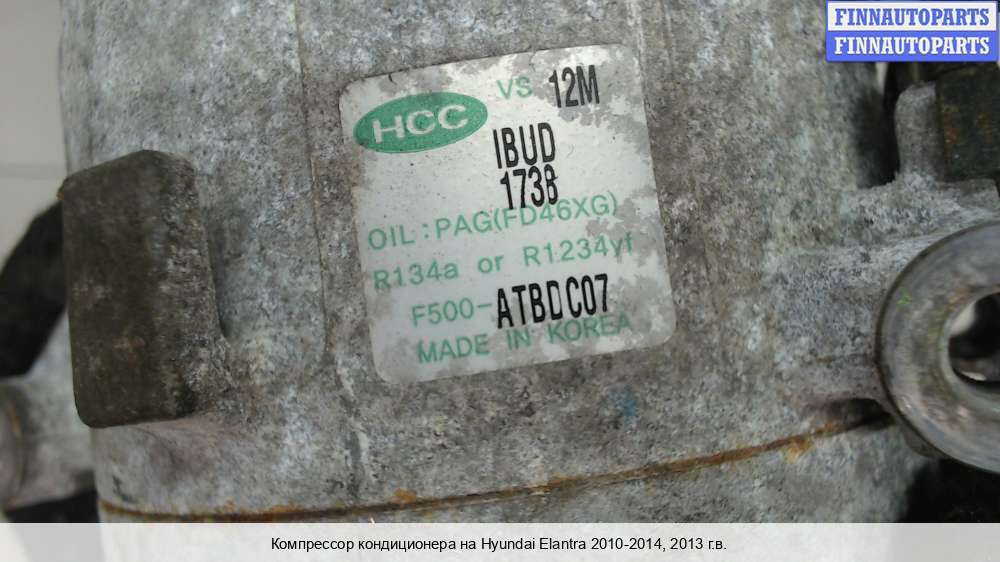 FINNAUTOPARTS
FINNAUTOPARTS
HCC VS 12M
IBUD
1738
OIL : PAG(FD46XG)
R134a or R1234yf
F500-ATBDC07
MADE IN KOREA
Компрессор кондиционера на Hyundai Elantra 2010-2014, 2013 г.в.